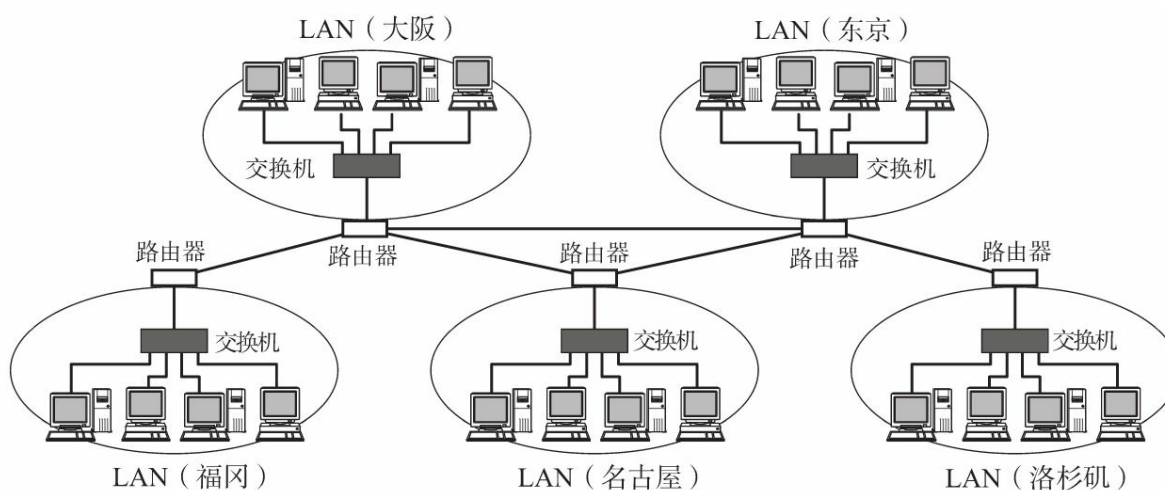 LAN（大阪）
LAN（东京）
交换机
交换机
路由器
路由器
路由器
路由器
路由器
交换机
交换机
交换机
LAN（福冈）
LAN（名古屋）
LAN（洛杉矶）